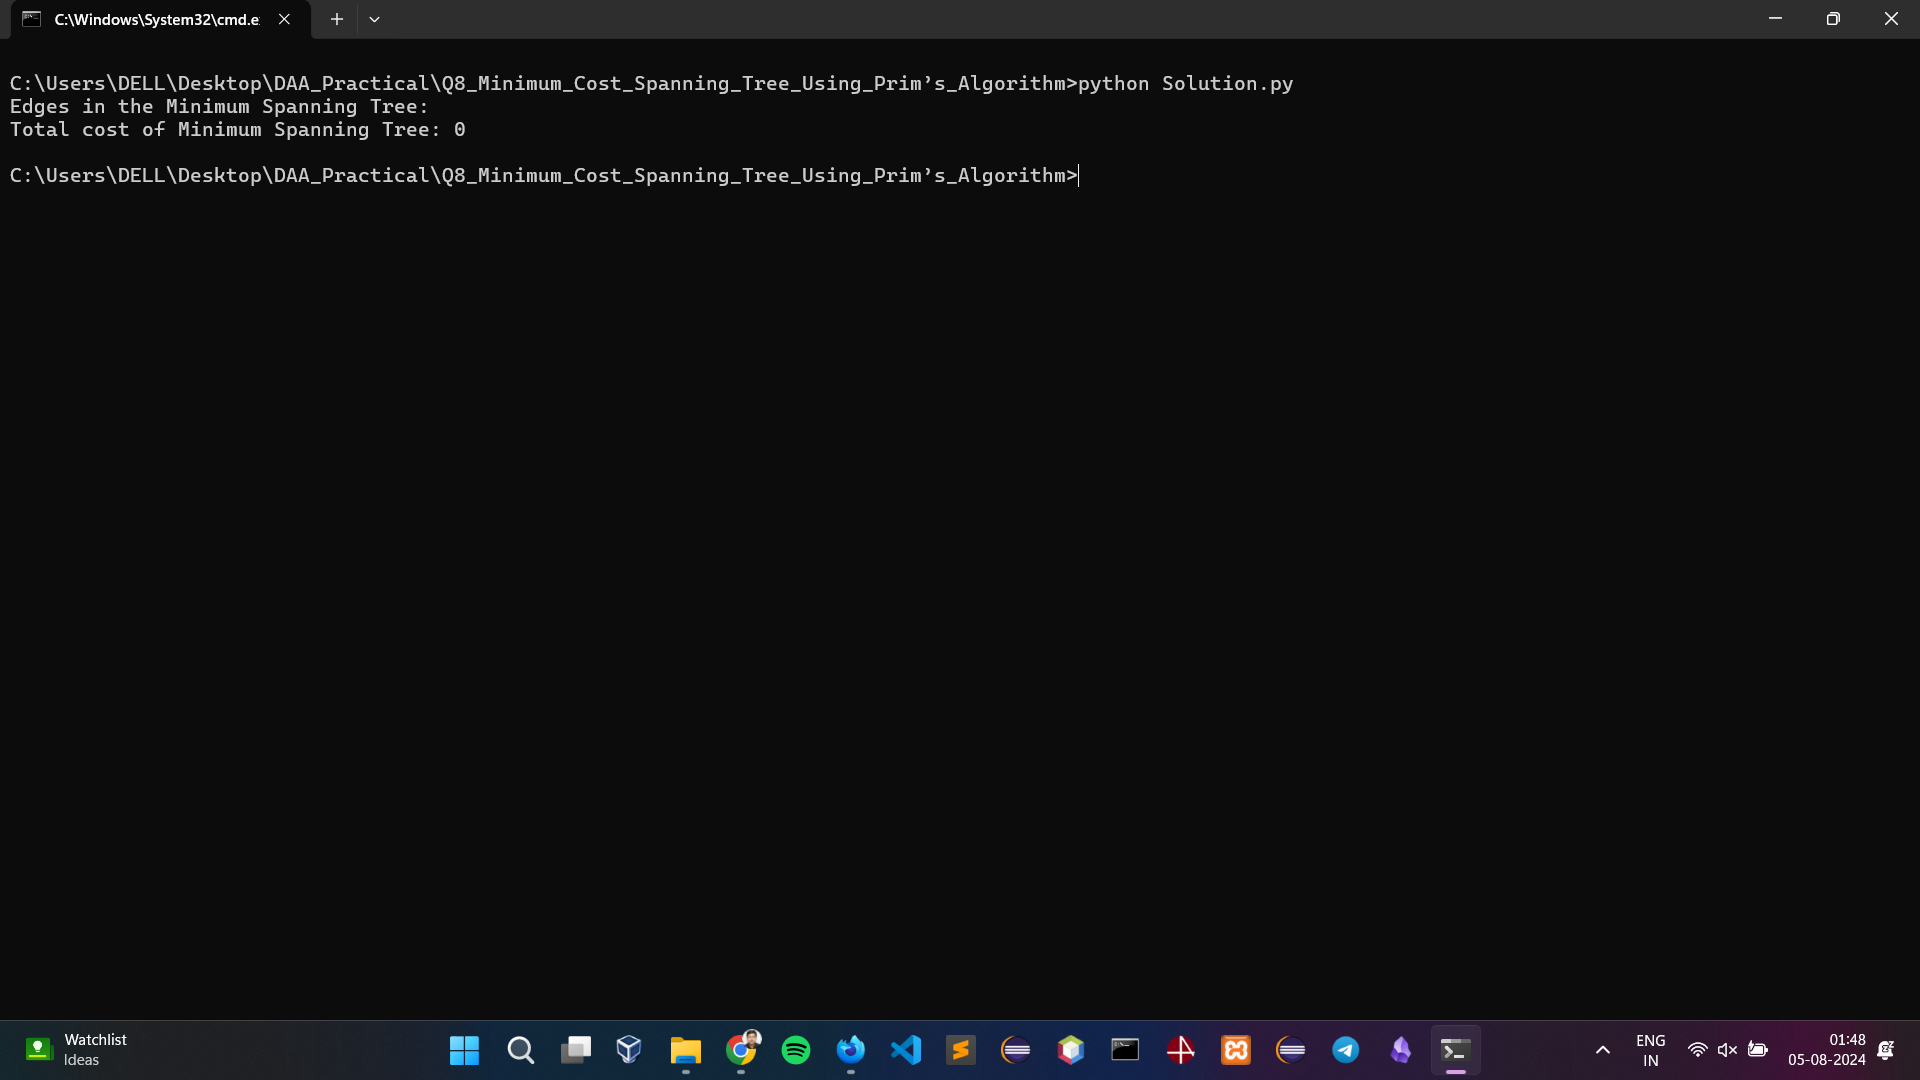 C:\Windows\System32\cmd.e
C:\Users\DELL\Desktop\DAA_Practical\Q8_Minimum_Cost_Spanning_Tree_Using_Prim’s_Algorithm>python Solution.py
Edges in the Minimum Spanning Tree:
Total cost of Minimum Spanning Tree: 0
C:\Users\DELL\Desktop\DAA_Practical\Q8_Minimum_Cost_Spanning_Tree_Using_Prim’s_Algorithm>
Watchlist
Ideas
ENG
IN
01:48
05-08-2024